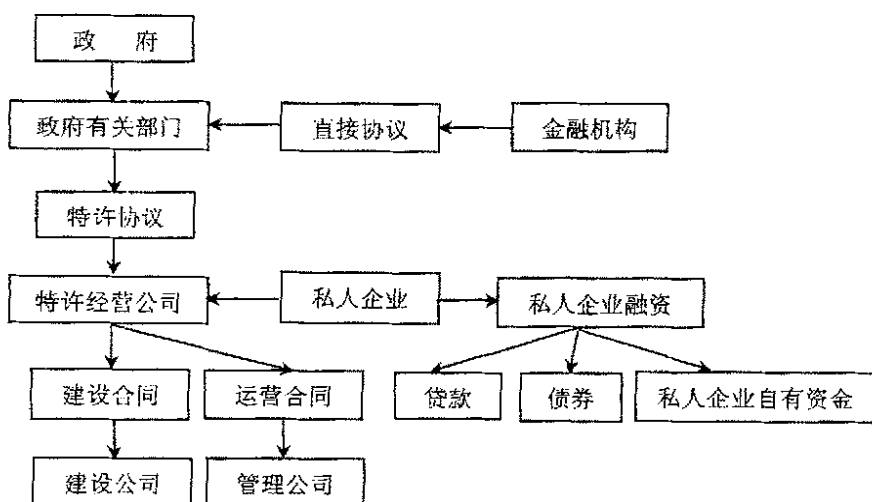 政 府
政府有关部门 直接协议 金融机构
特许协议
特许经营公司 私人企业 私人企业融资
建设合同 运营合同 贷款 债券 私人企业自有资金
建设公司 管理公司